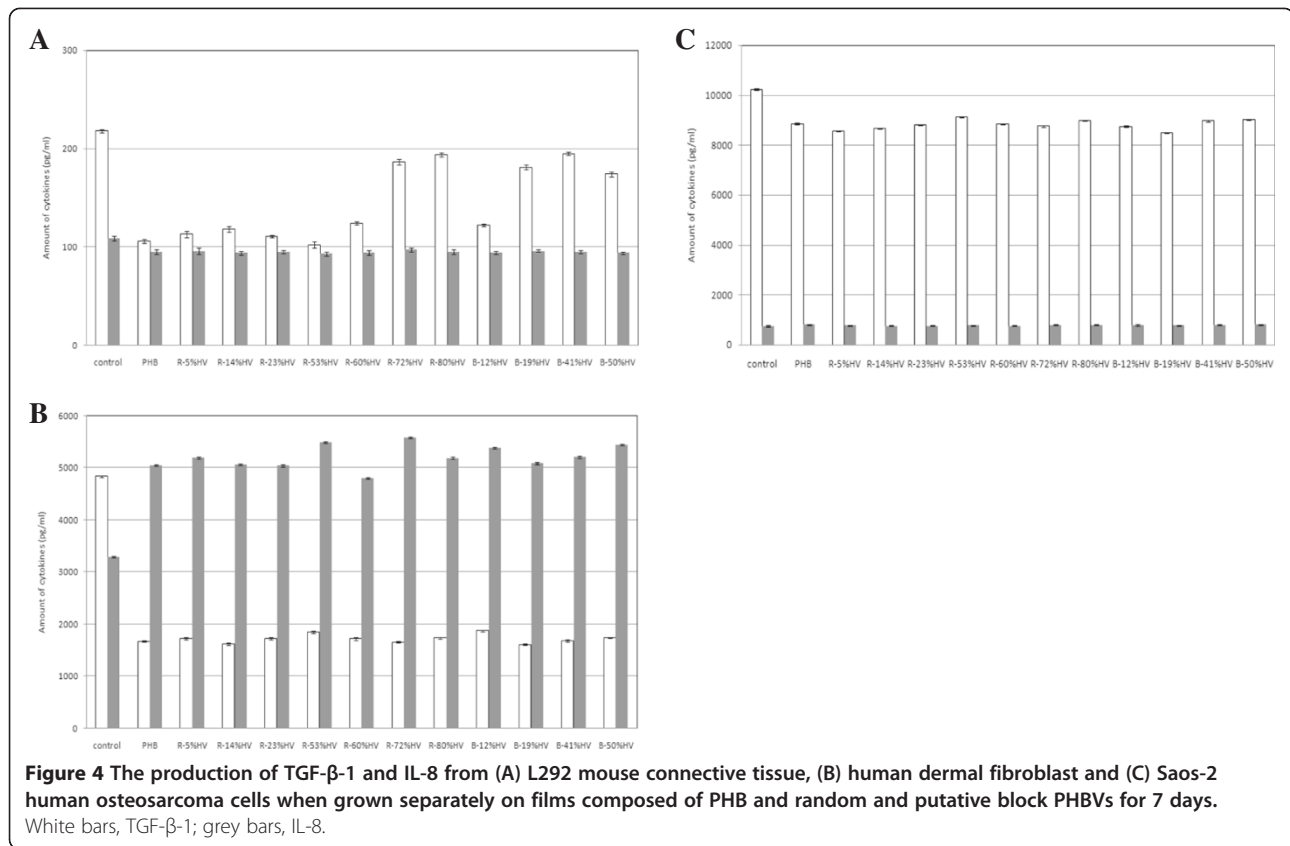 A
300
200
100
0
Amount of cytokines (pg/ml)
control PHB R-5%HV R-14%HV R-23%HV R-53%HV R-60%HV R-72%HV R-80%HV B-12%HV B-19%HV B-41%HV B-50%HV
C
12000
10000
8000
6000
4000
2000
0
Amount of cytokines (pg/ml)
control PHB R-5%HV R-14%HV R-23%HV R-53%HV R-60%HV R-72%HV R-80%HV B-12%HV B-19%HV B-41%HV B-50%HV
B
6000
5000
4000
3000
2000
1000
0
Amount of cytokines (pg/ml)
control PHB R-5%HV R-14%HV R-23%HV R-53%HV R-60%HV R-72%HV R-80%HV B-12%HV B-19%HV B-41%HV B-50%HV
Figure 4 The production of TGF-β-1 and IL-8 from (A) L292 mouse connective tissue, (B) human dermal fibroblast and (C) Saos-2
human osteosarcoma cells when grown separately on films composed of PHB and random and putative block PHBVs for 7 days.
White bars, TGF-β-1; grey bars, IL-8.